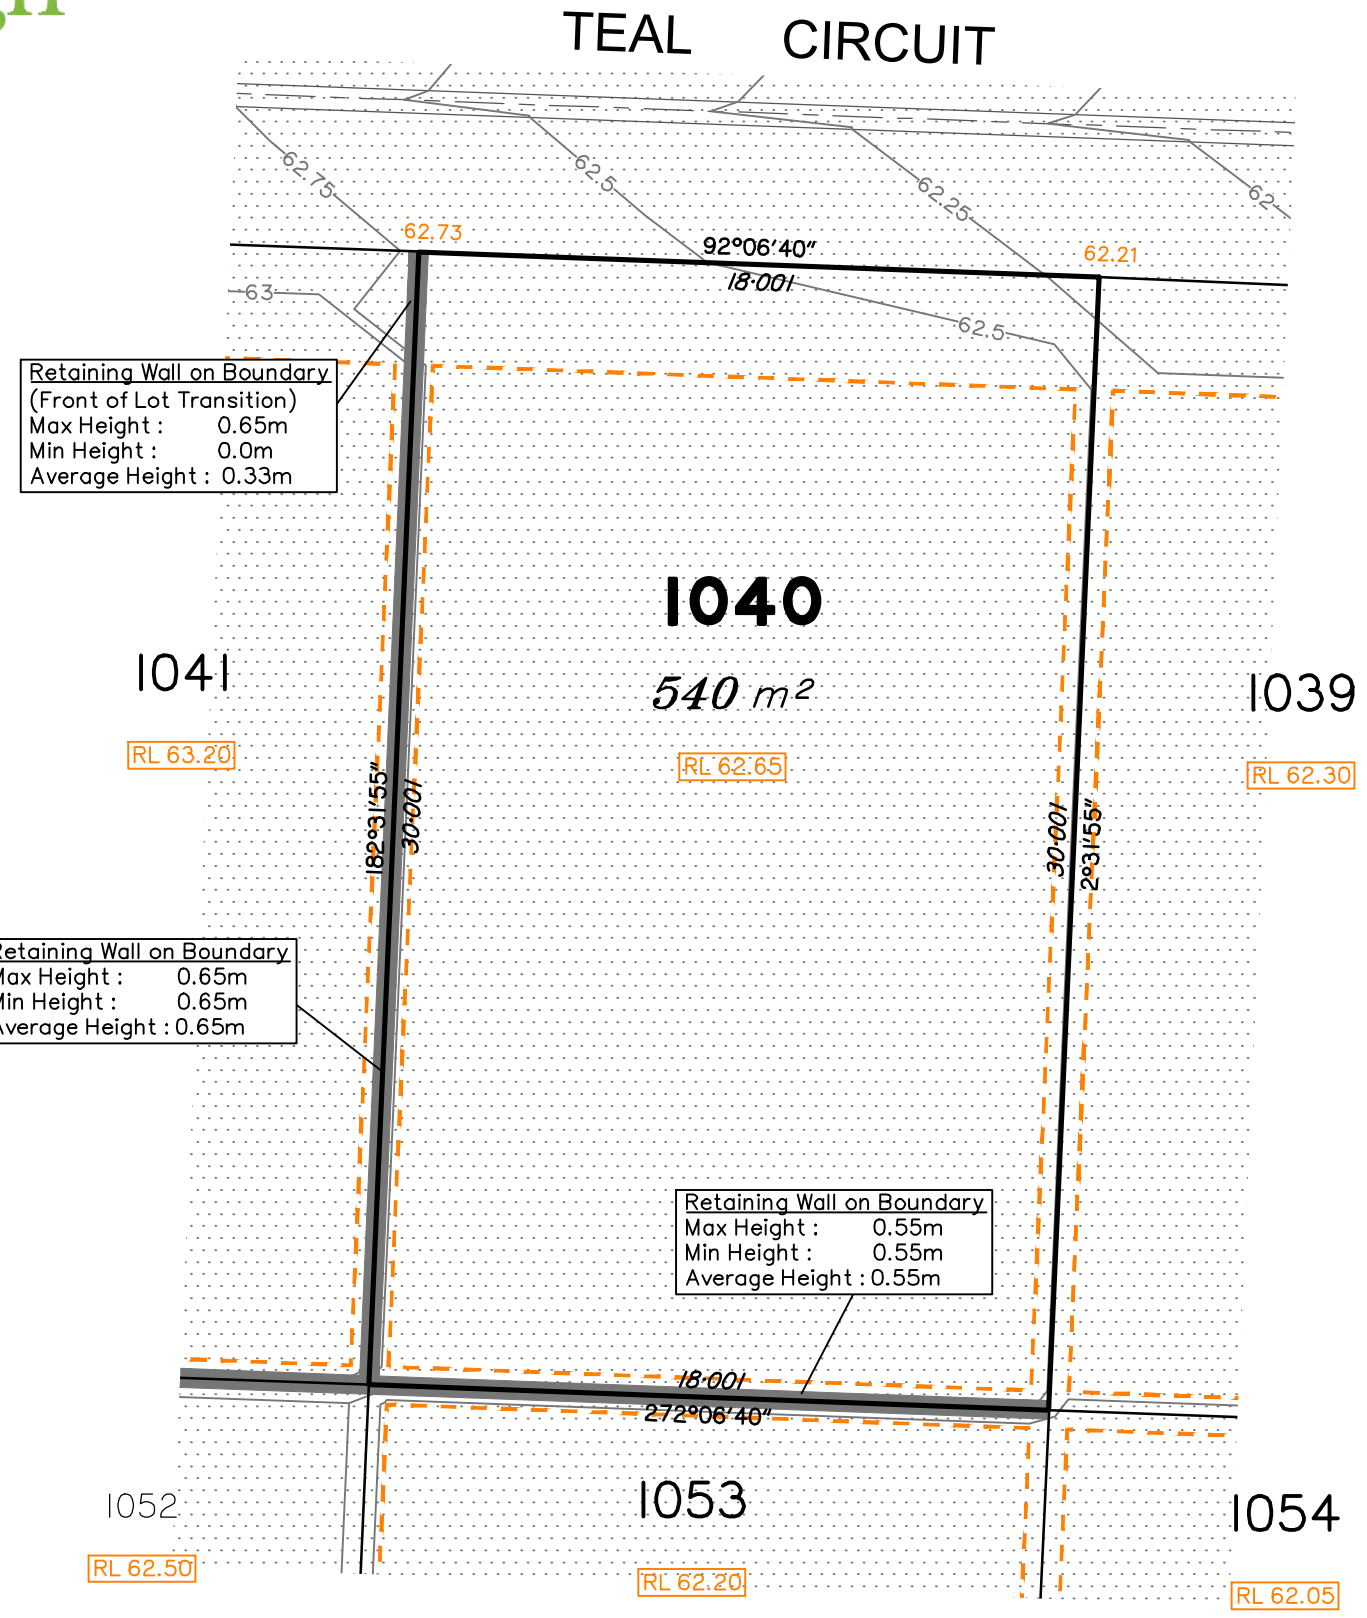 TEAL CIRCUIT
62.75
62.5
62.25
62
62.73
92°06'40"
62.21
18·001
63
62.5
Retaining Wall on Boundary
(Front of Lot Transition)
Max Height : 0.65m
Min Height : 0.0m
Average Height : 0.33m
1040
540 m²
1041
1039
RL 63.20
RL 62.65
RL 62.30
182°31'55"
30·001
30·001
2°31'55"
Retaining Wall on Boundary
Max Height : 0.65m
Min Height : 0.65m
Average Height : 0.65m
Retaining Wall on Boundary
Max Height : 0.55m
Min Height : 0.55m
Average Height : 0.55m
18·001
272°06'40"
1052
1053
1054
RL 62.50
RL 62.20
RL 62.05